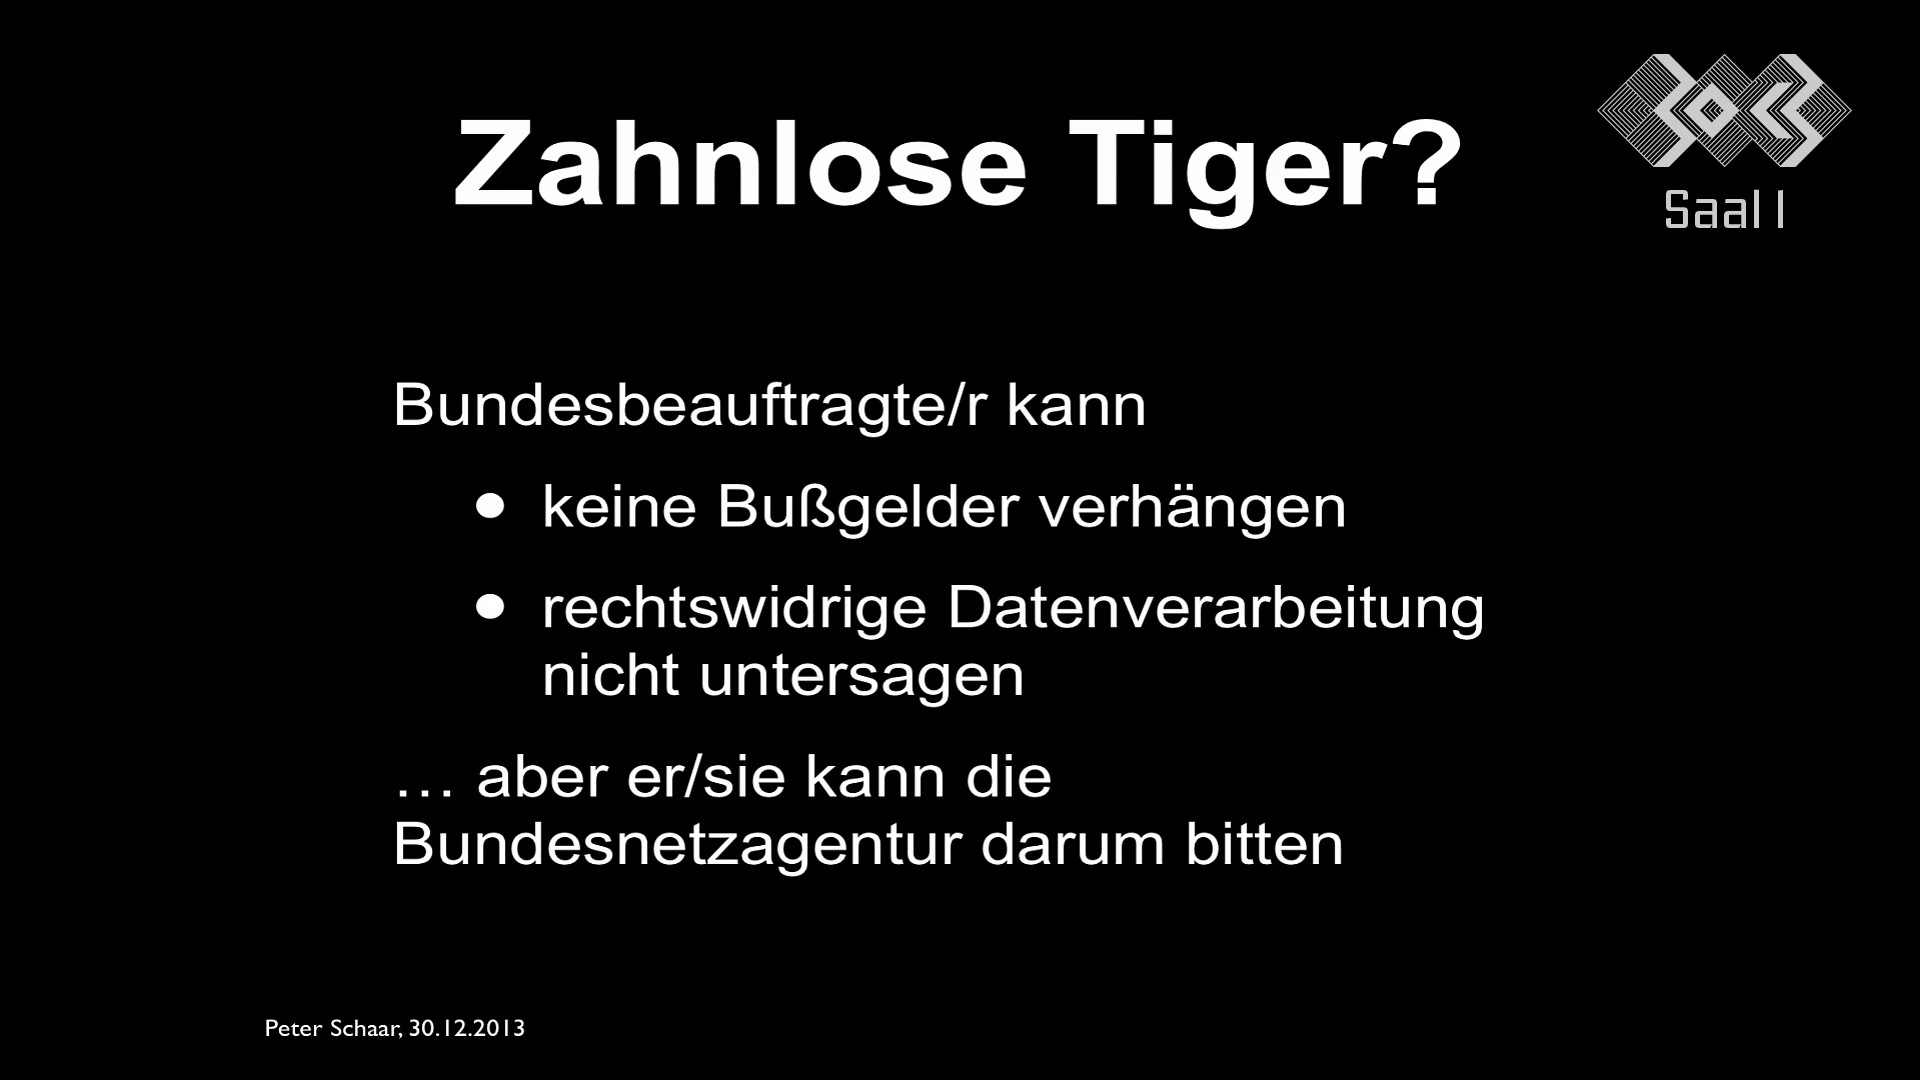 Zahnlose Tiger?
30C3
Saal 1
Bundesbeauftragte/r kann
• keine Bußgelder verhängen
• rechtswidrige Datenverarbeitung
nicht untersagen
… aber er/sie kann die
Bundesnetzagentur darum bitten
Peter Schaar, 30.12.2013